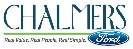 CHALMERS
Real Value, Real People, Real Simple.
Ford